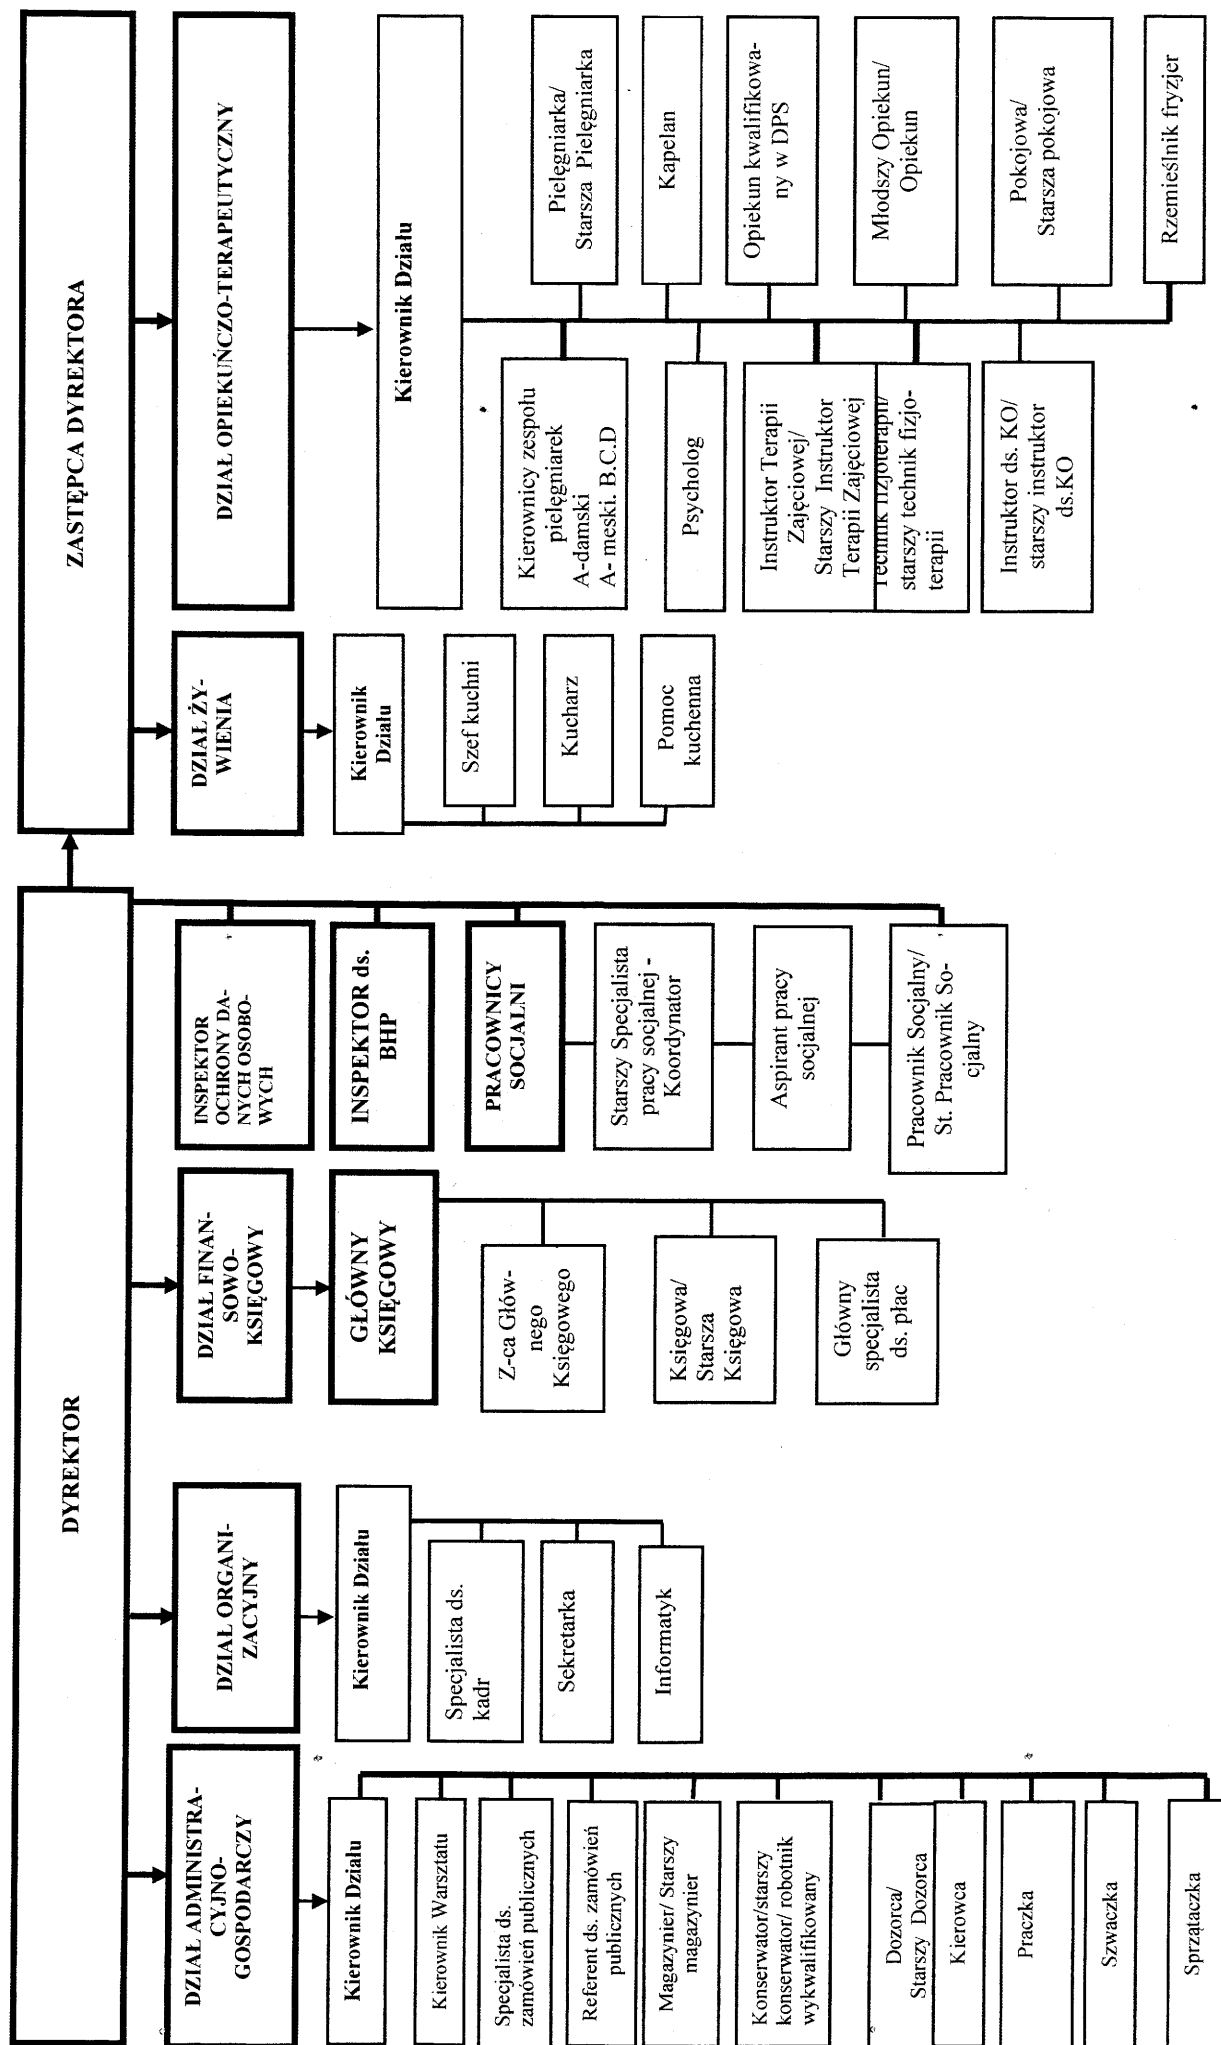 DYREKTOR
ZASTĘPCA DYREKTORA
DZIAŁ ADMINISTRA-
CYJNO-
GOSPODARCZY
Kierownik Działu
Kierownik Warsztatu
Specjalista ds.
zamówień publicznych
Referent ds. zamówień
publicznych
Magazynier/ Starszy
magazynier
Konserwator/starszy
konserwator/ robotnik
wykwalifikowany
Dozorca/
Starszy Dozorca
Kierowca
Praczka
Szwaczka
Sprzątaczka
DZIAŁ ORGANI-
ZACYJNY
Kierownik Działu
Specjalista ds.
kadr
Sekretarka
Informatyk
DZIAŁ FINAN-
SOWO-
KSIĘGOWY
GŁÓWNY
KSIĘGOWY
Z-ca Głów-
nego
Księgowego
Księgowa/
Starsza
Księgowa
Główny
specjalista
ds. płac
INSPEKTOR
OCHRONY DA-
NYCH OSOBO-
WYCH
INSPEKTOR ds.
BHP
PRACOWNICY
SOCJALNI
Starszy Specjalista
pracy socjalnej -
Koordynator
Aspirant pracy
socjalnej
Pracownik Socjalny/
St. Pracownik So-
cjalny
DZIAŁ ŻY-
WIENIA
Kierownik
Działu
Szef kuchni
Kucharz
Pomoc
kuchenna
DZIAŁ OPIEKUŃCZO-TERAPEUTYCZNY
Kierownik Działu
Kierownicy zespołu
pielęgniarek
A-damski
A- meski. B.C.D
Psycholog
Instruktor Terapii
Zajęciowej/
Starszy Instruktor
Terapii Zajęciowej
Technik fizjoterapii/
starszy technik fizjo-
terapii
Instruktor ds. KO/
starszy instruktor
ds.KO
Pielęgniarka/
Starsza Pielęgniarka
Kapelan
Opiekun kwalifikowa-
ny w DPS
Młodszy Opiekun/
Opiekun
Pokojowa/
Starsza pokojowa
Rzemieślnik fryzjer